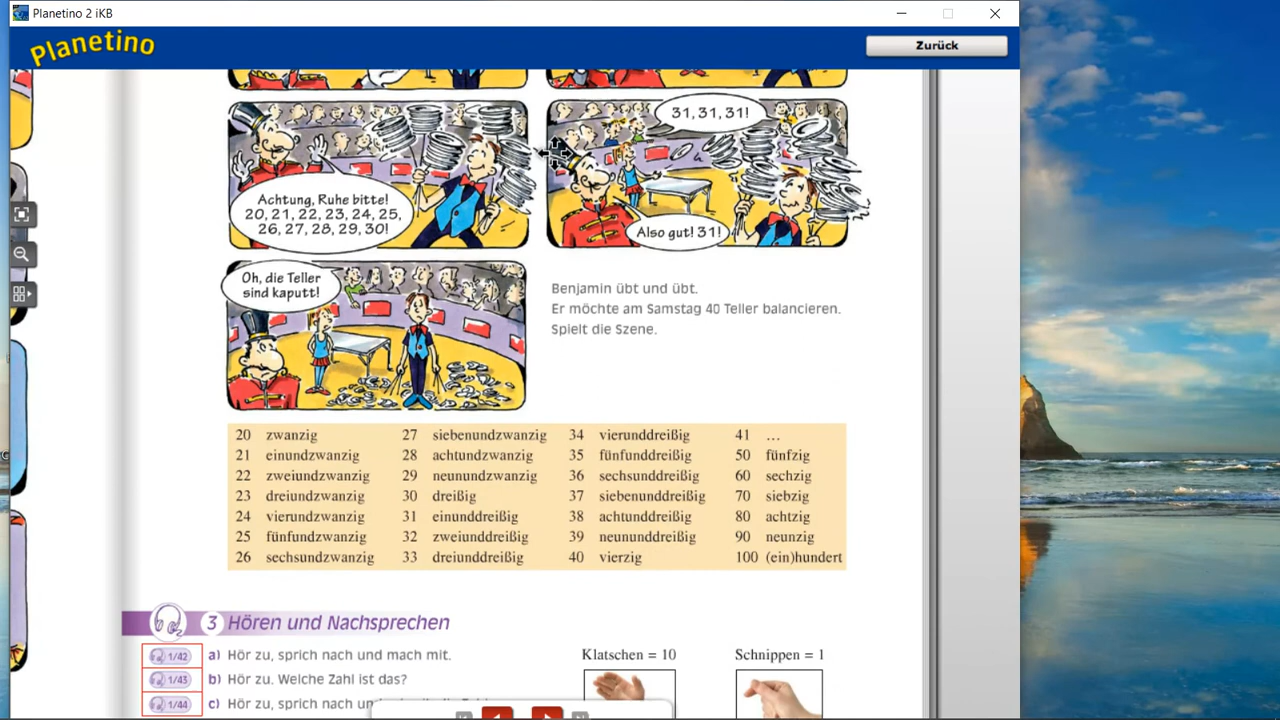 Planetino 2 iKB
Planetino
Zurück
Achtung, Ruhe bitte!
20, 21, 22, 23, 24, 25,
26, 27, 28, 29, 30!
31, 31, 31!
Also gut! 31!
Oh, die Teller
sind kaputt!
Benjamin übt und übt.
Er möchte am Samstag 40 Teller balancieren.
Spielt die Szene.
20 zwanzig 27 siebenundzwanzig 34 vierunddreißig 41 ...
21 einundzwanzig 28 achtundzwanzig 35 fünfunddreißig 50 fünfzig
22 zweiundzwanzig 29 neunundzwanzig 36 sechsunddreißig 60 sechzig
23 dreiundzwanzig 30 dreißig 37 siebenunddreißig 70 siebzig
24 vierundzwanzig 31 einunddreißig 38 achtunddreißig 80 achtzig
25 fünfundzwanzig 32 zweiunddreißig 39 neununddreißig 90 neunzig
26 sechsundzwanzig 33 dreiunddreißig 40 vierzig 100 (ein)hundert
3 Hören und Nachsprechen
1/42 a) Hör zu, sprich nach und mach mit. Klatschen = 10 Schnippen = 1
1/43 b) Hör zu. Welche Zahl ist das?
1/44 c) Hör zu, sprich nach